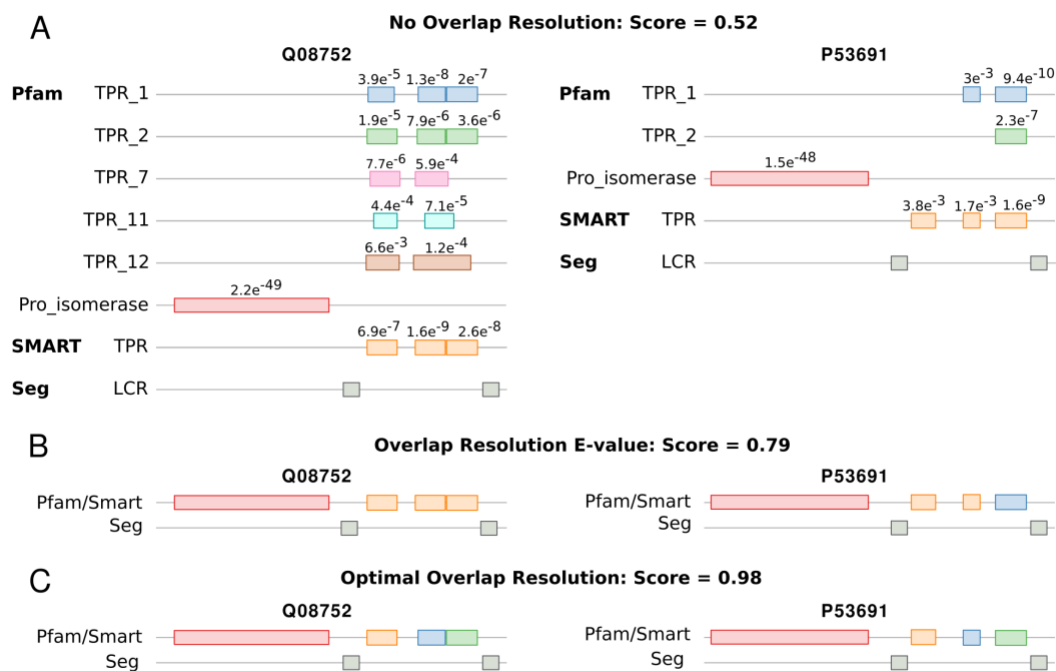 A
No Overlap Resolution: Score = 0.52
Q08752
P53691
3.9e-5 1.3e-8 2e-7
Pfam TPR_1
3e-3 9.4e-10
Pfam TPR_1
1.9e-5 7.9e-6 3.6e-6
TPR_2
2.3e-7
TPR_2
7.7e-6 5.9e-4
TPR_7
1.5e-48
Pro_isomerase
4.4e-4 7.1e-5
TPR_11
3.8e-3 1.7e-3 1.6e-9
SMART TPR
6.6e-3 1.2e-4
TPR_12
Seg LCR
2.2e-49
Pro_isomerase
6.9e-7 1.6e-9 2.6e-8
SMART TPR
Seg LCR
B
Overlap Resolution E-value: Score = 0.79
Q08752
P53691
Pfam/Smart
Pfam/Smart
Seg
Seg
C
Optimal Overlap Resolution: Score = 0.98
Q08752
P53691
Pfam/Smart
Pfam/Smart
Seg
Seg